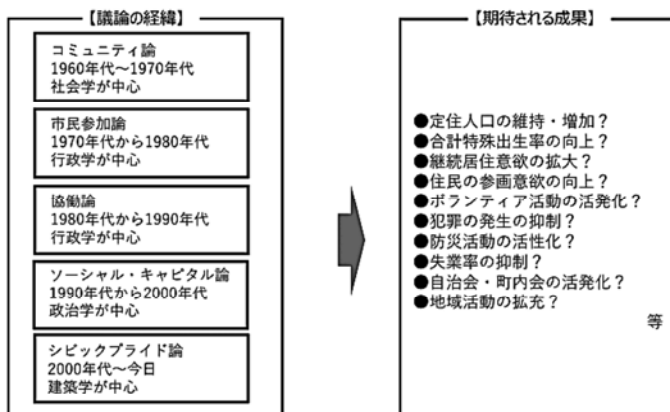 【議論の経緯】
コミュニティ論
1960年代～1970年代
社会学が中心
市民参加論
1970年代から1980年代
行政学が中心
協働論
1980年代から1990年代
行政学が中心
ソーシャル・キャピタル論
1990年代から2000年代
政治学が中心
シビックプライド論
2000年代～今日
建築学が中心
【期待される成果】
●定住人口の維持・増加？
●合計特殊出生率の向上？
●継続居住意欲の拡大？
●住民の参画意欲の向上？
●ボランティア活動の活発化？
●犯罪の発生の抑制？
●防災活動の活性化？
●失業率の抑制？
●自治会・町内会の活発化？
●地域活動の拡充？
等